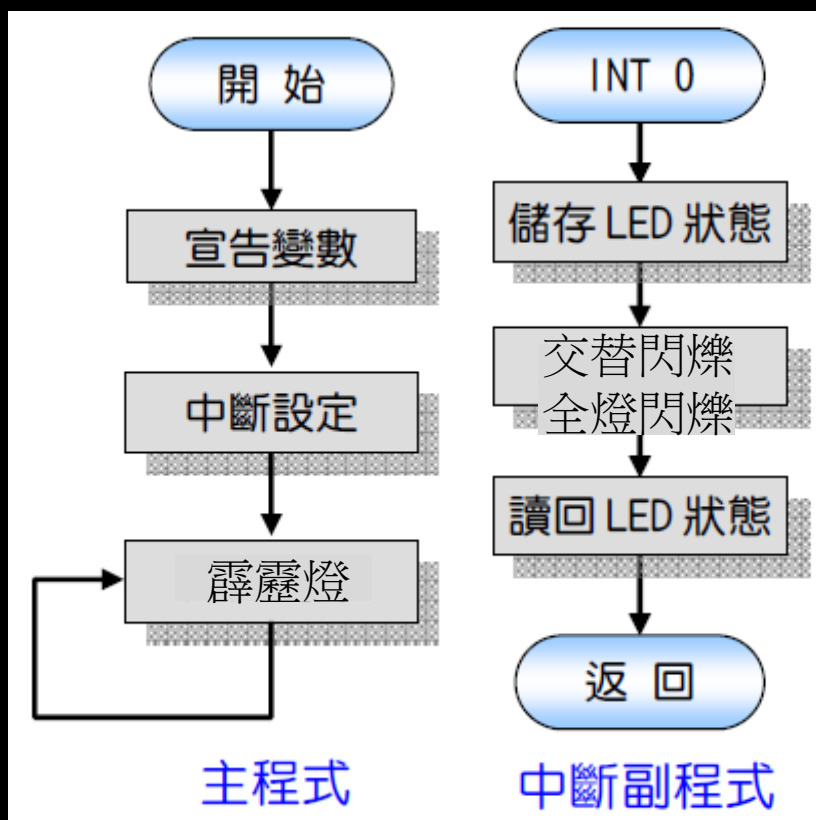 開 始
宣告變數
中斷設定
霹靂燈
主程式
INT 0
儲存 LED 狀態
交替閃爍
全燈閃爍
讀回 LED 狀態
返 回
中斷副程式